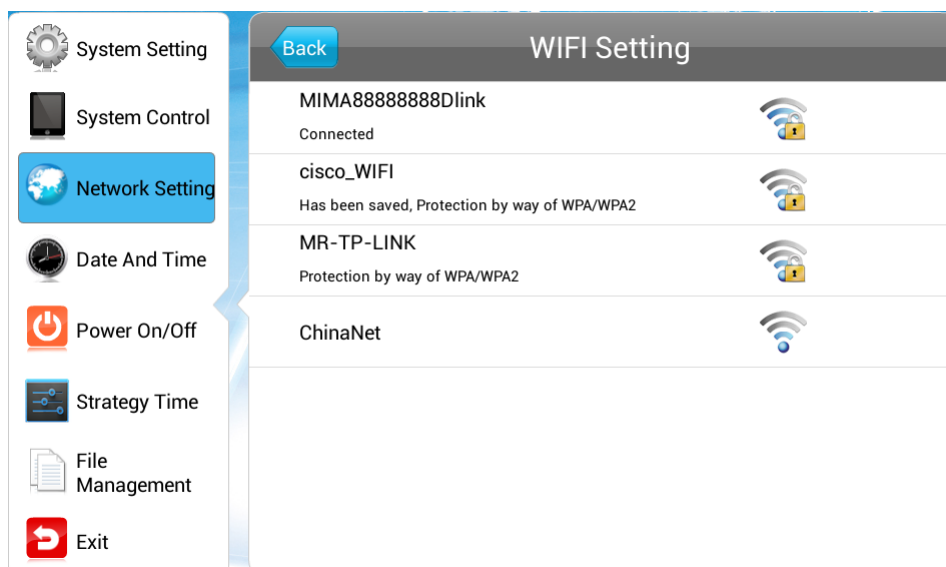 System Setting
System Control
Network Setting
Date And Time
Power On/Off
Strategy Time
File
Management
Exit
Back
WIFI Setting
MIMA88888888Dlink
Connected
cisco_WIFI
Has been saved, Protection by way of WPA/WPA2
MR-TP-LINK
Protection by way of WPA/WPA2
ChinaNet